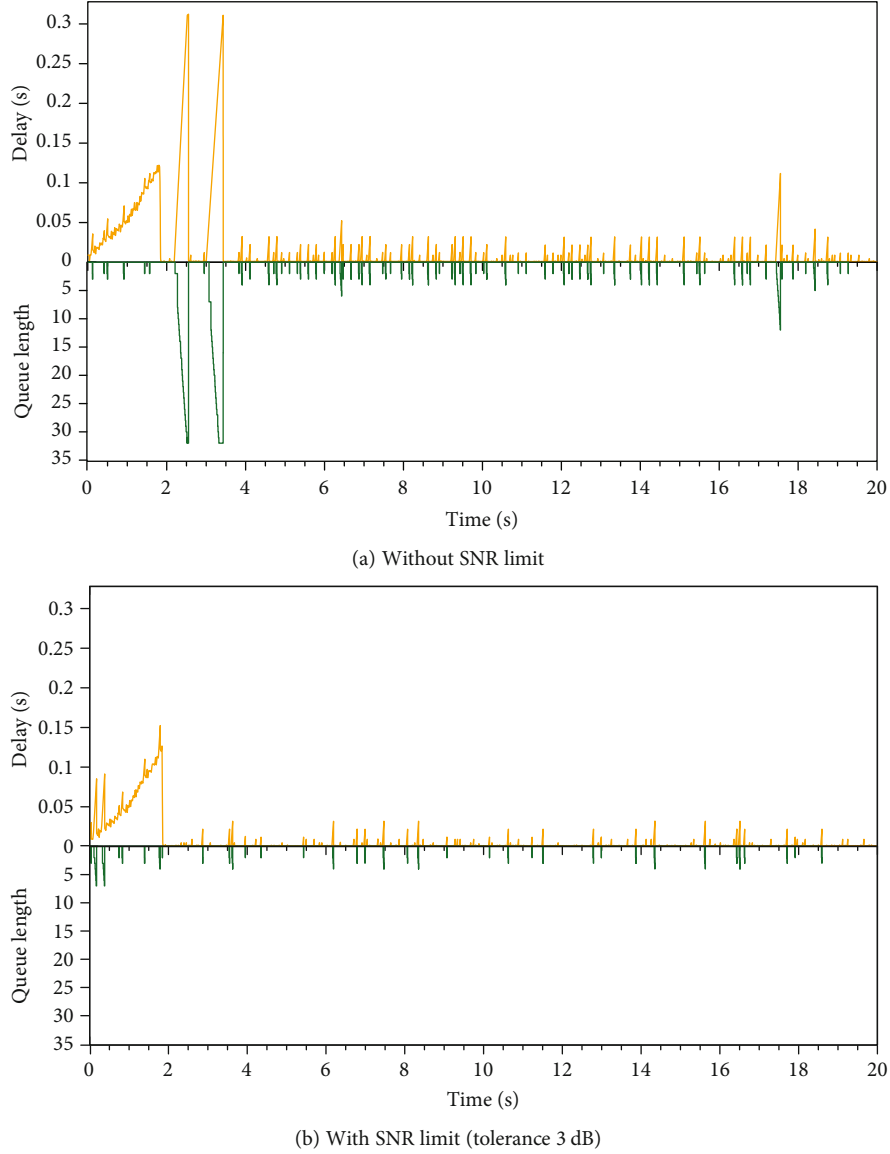 0.3
0.25
0.2
0.15
0.1
0.05
0
Delay (s)
5
10
15
20
25
30
35
Queue length
0 2 4 6 8 10 12 14 16 18 20
Time (s)
(a) Without SNR limit
0.3
0.25
0.2
0.15
0.1
0.05
0
Delay (s)
5
10
15
20
25
30
35
Queue length
0 2 4 6 8 10 12 14 16 18 20
Time (s)
(b) With SNR limit (tolerance 3 dB)